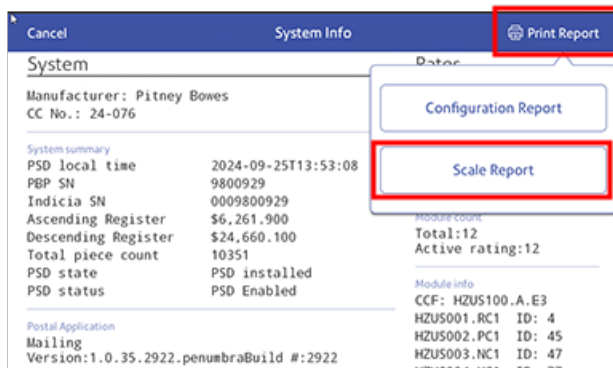 Cancel
System Info
Print Report
System
Manufacturer: Pitney Bowes
CC No.: 24-076
System summary
PSD local time 2024-09-25T13:53:08
PBP SN 9800929
Indicia SN 0009800929
Ascending Register $6,261.900
Descending Register $24,660.100
Total piece count 10351
PSD state PSD installed
PSD status PSD Enabled
Postal Application
Mailing
Version:1.0.35.2922.penumbraBuild #:2922
Rates
Configuration Report
Scale Report
Module count
Total:12
Active rating:12
Module info
CCF: HZUS100.A.E3
HZUS001.RC1 ID: 4
HZUS002.PC1 ID: 45
HZUS003.NC1 ID: 47